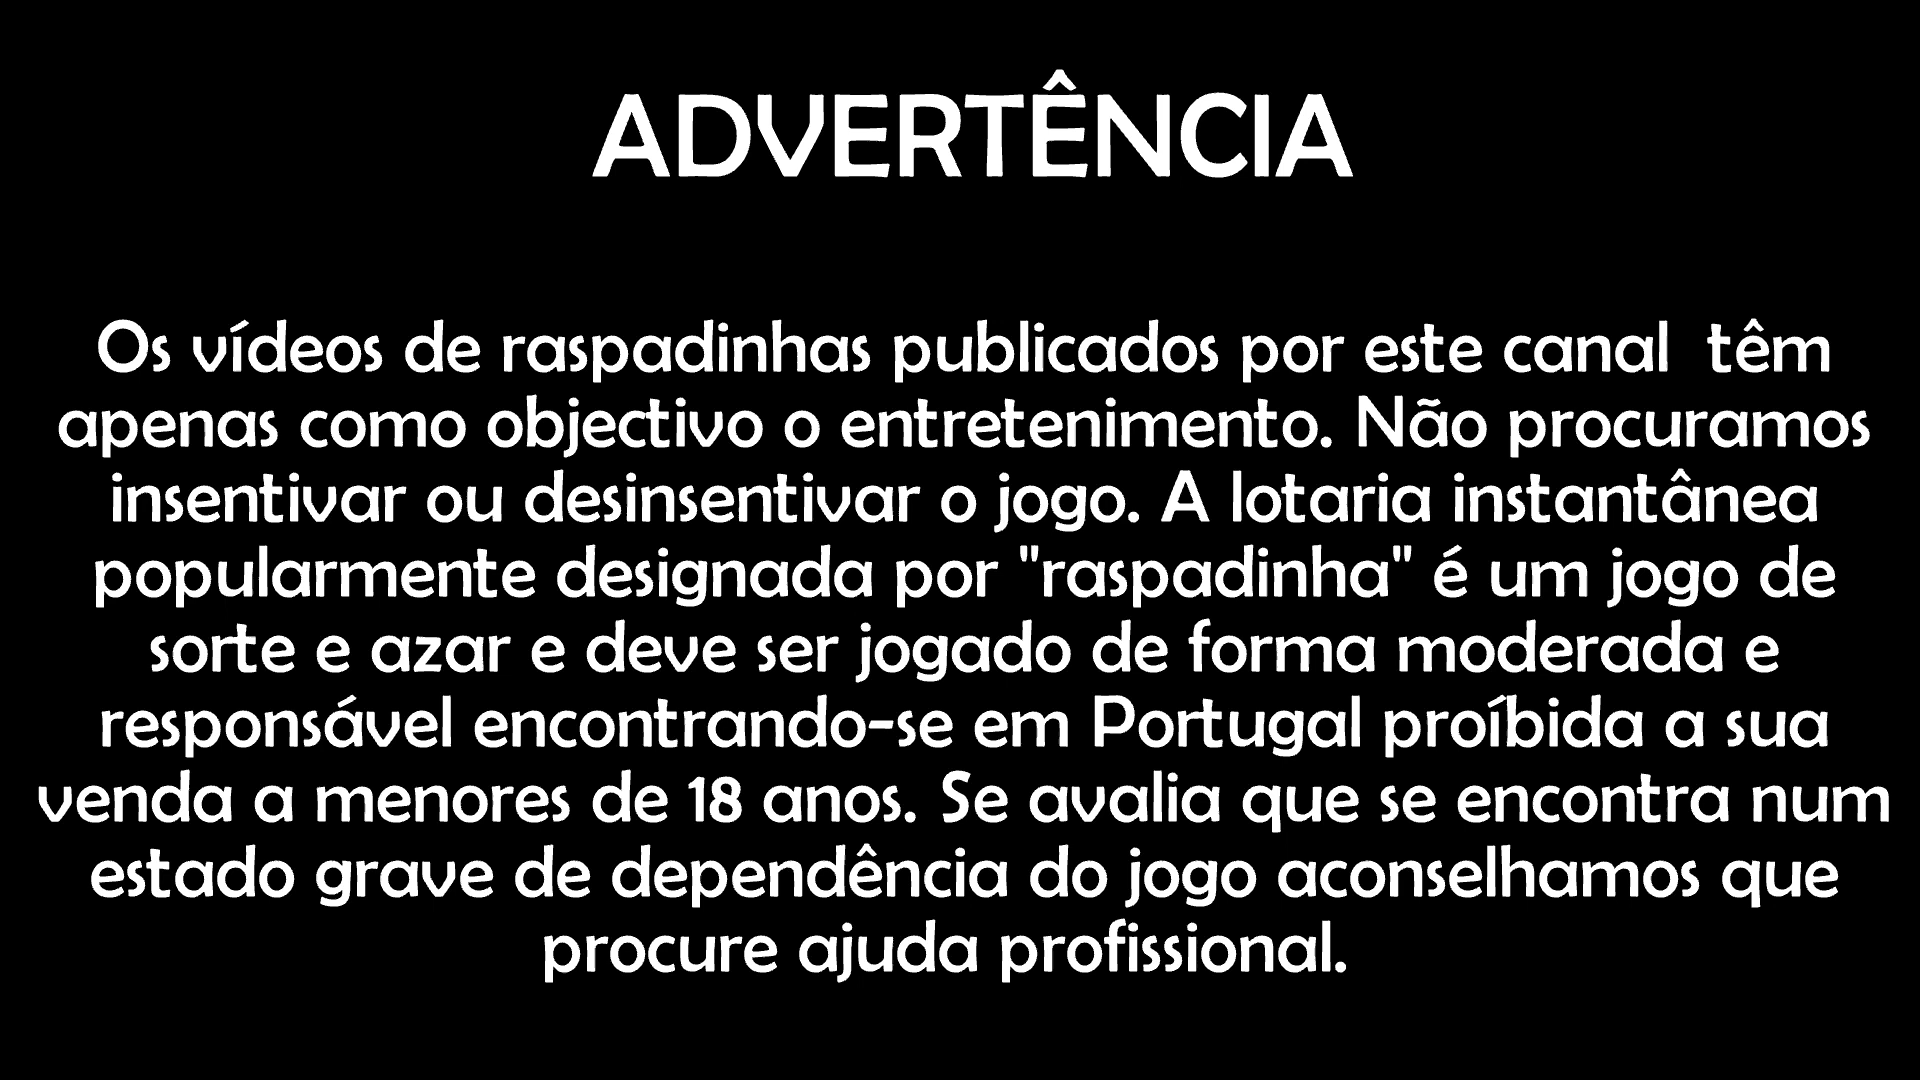 ADVERTÊNCIA
Os vídeos de raspadinhas publicados por este canal  têm
apenas como objectivo o entretenimento. Não procuramos
insentivar ou desinsentivar o jogo. A lotaria instantânea
popularmente designada por "raspadinha" é um jogo de
sorte e azar e deve ser jogado de forma moderada e
responsável encontrando-se em Portugal proíbida a sua
venda a menores de 18 anos. Se avalia que se encontra num
estado grave de dependência do jogo aconselhamos que
procure ajuda profissional.